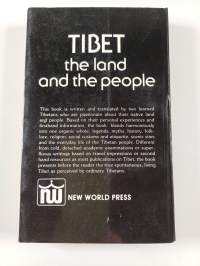 TIBET
the land
and the people
This book is written and translated by two learned
Tibetans who are passionate about their native land
and people. Based on their personal experiences and
firsthand information, the book blends harmoniously
into one organic whole: legends, myths, history, folk-
lore, religion, social customs and etiquette, scenic sites
and the everyday life of the Tibetan people. Different
from cold, detached academic examinations or super-
fluous writings based on travel impressions or second
hand resources as most publications on Tibet, the book
presents before the reader the true spontaneous, living
Tibet as perceived by ordinary Tibetans.
NEW WORLD PRESS